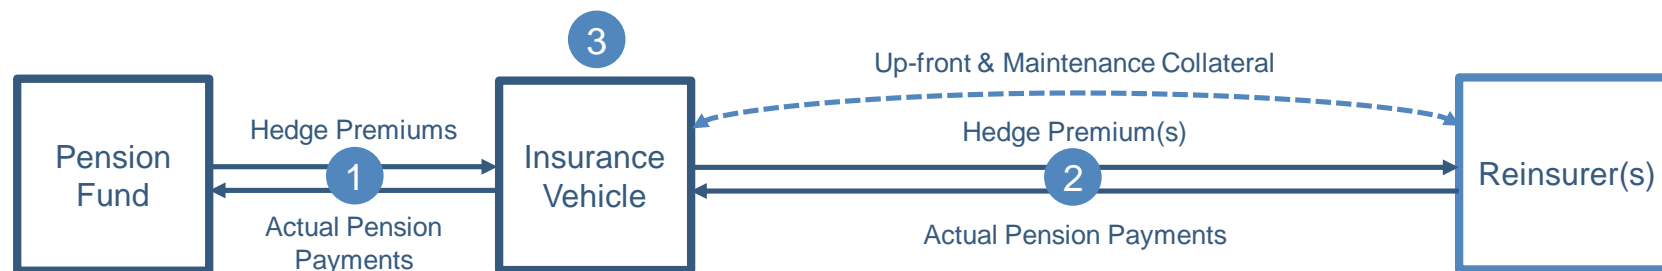 3
Up-front & Maintenance Collateral
Pension
Fund
Hedge Premiums
1
Actual Pension
Payments
Insurance
Vehicle
Hedge Premium(s)
2
Actual Pension Payments
Reinsurer(s)